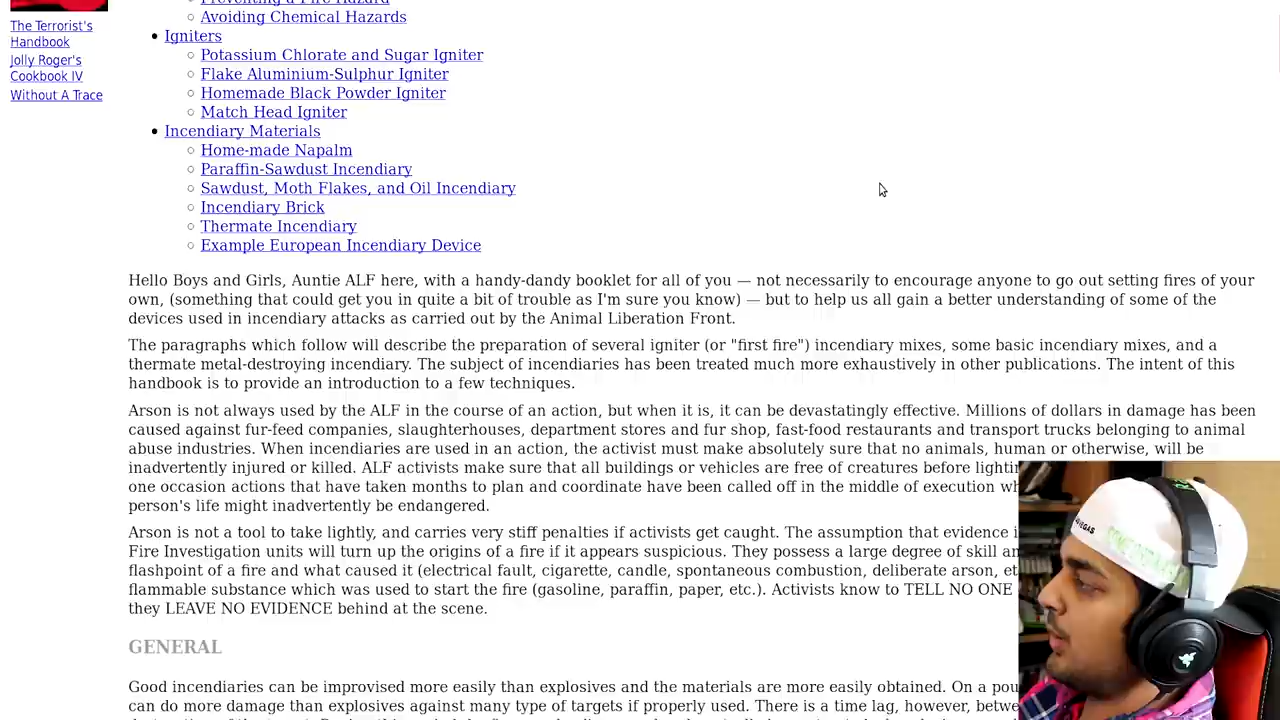 The Terrorist's
Handbook
Jolly Roger's
Cookbook IV
Without A Trace
Preventing a Fire Hazard
Avoiding Chemical Hazards
Igniters
Potassium Chlorate and Sugar Igniter
Flake Aluminium-Sulphur Igniter
Homemade Black Powder Igniter
Match Head Igniter
Incendiary Materials
Home-made Napalm
Paraffin-Sawdust Incendiary
Sawdust, Moth Flakes, and Oil Incendiary
Incendiary Brick
Thermate Incendiary
Example European Incendiary Device
Hello Boys and Girls, Auntie ALF here, with a handy-dandy booklet for all of you — not necessarily to encourage anyone to go out setting fires of your
own, (something that could get you in quite a bit of trouble as I'm sure you know) — but to help us all gain a better understanding of some of the
devices used in incendiary attacks as carried out by the Animal Liberation Front.
The paragraphs which follow will describe the preparation of several igniter (or "first fire") incendiary mixes, some basic incendiary mixes, and a
thermate metal-destroying incendiary. The subject of incendiaries has been treated much more exhaustively in other publications. The intent of this
handbook is to provide an introduction to a few techniques.
Arson is not always used by the ALF in the course of an action, but when it is, it can be devastatingly effective. Millions of dollars in damage has been
caused against fur-feed companies, slaughterhouses, department stores and fur shop, fast-food restaurants and transport trucks belonging to animal
abuse industries. When incendiaries are used in an action, the activist must make absolutely sure that no animals, human or otherwise, will be
inadvertently injured or killed. ALF activists make sure that all buildings or vehicles are free of creatures before
one occasion actions that have taken months to plan and coordinate have been called off in the middle of execution
person's life might inadvertently be endangered.
Arson is not a tool to take lightly, and carries very stiff penalties if activists get caught. The assumption that evidence
Fire Investigation units will turn up the origins of a fire if it appears suspicious. They possess a large degree of skill
flashpoint of a fire and what caused it (electrical fault, cigarette, candle, spontaneous combustion, deliberate arson,
flammable substance which was used to start the fire (gasoline, paraffin, paper, etc.). Activists know to TELL NO ONE
they LEAVE NO EVIDENCE behind at the scene.
GENERAL
Good incendiaries can be improvised more easily than explosives and the materials are more easily obtained. On a
can do more damage than explosives against many type of targets if properly used. There is a time lag, however,